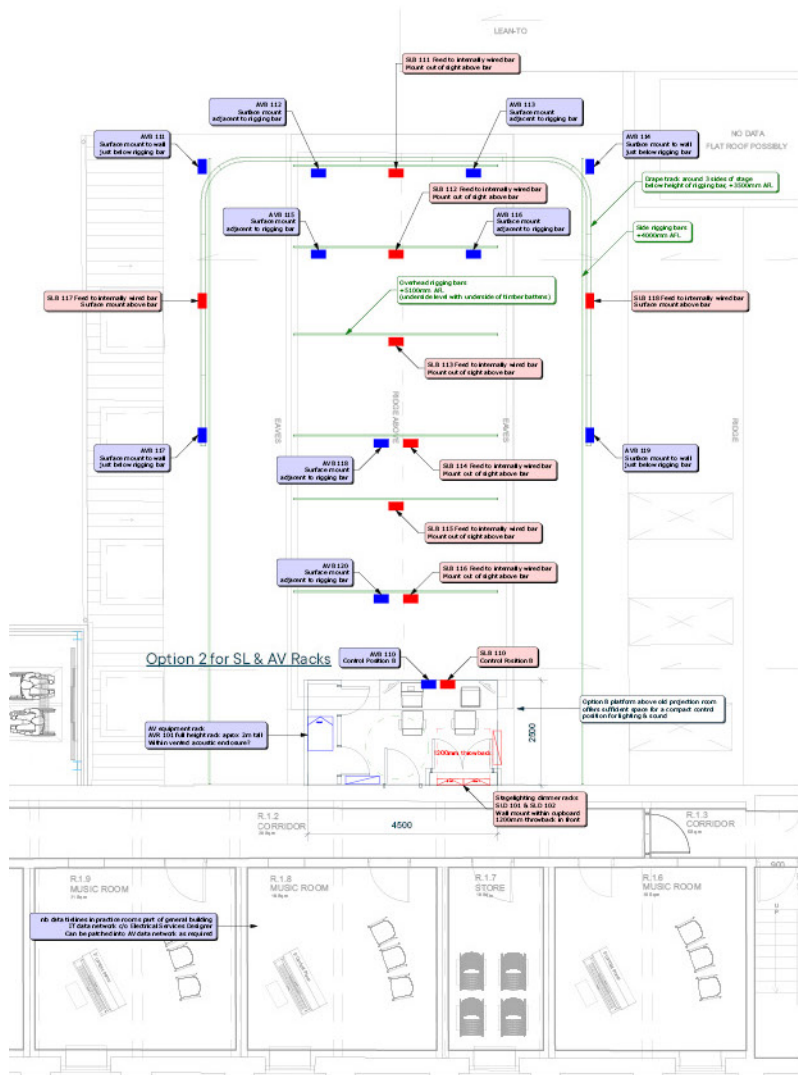 LEAN-TO
SLB 111 Feed to internally wired bar
Mount out of sight above bar
AVB 112
Surface mount
adjacent to rigging bar
AVB 113
Surface mount
adjacent to rigging bar
AVB 111
Surface mount to wall
just below rigging bar
AVB 114
Surface mount to wall
just below rigging bar
NO DATA
FLAT ROOF POSSIBLY
Drape track around 3 sides of stage
below height of rigging bar, +3500mm AFL
SLB 112 Feed to internally wired bar
Mount out of sight above bar
AVB 115
Surface mount
adjacent to rigging bar
AVB 116
Surface mount
adjacent to rigging bar
Side rigging bars
+4000mm AFL
Overhead rigging bars
+5100mm AFL
(underside level with underside of timber battens)
SLB 117 Feed to internally wired bar
Surface mount above bar
SLB 118 Feed to internally wired bar
Surface mount above bar
SLB 113 Feed to internally wired bar
Mount out of sight above bar
EAVES
RIDGE ABOVE
EAVES
RIDGE
AVB 117
Surface mount to wall
just below rigging bar
AVB 118
Surface mount
adjacent to rigging bar
SLB 114 Feed to internally wired bar
Mount out of sight above bar
AVB 119
Surface mount to wall
just below rigging bar
SLB 115 Feed to internally wired bar
Mount out of sight above bar
AVB 120
Surface mount
adjacent to rigging bar
SLB 116 Feed to internally wired bar
Mount out of sight above bar
Option 2 for SL & AV Racks
AVB 110
Control Position B
SLB 110
Control Position B
Option B platform above old projection room
offers sufficient space for a compact control
position for lighting & sound
AV equipment rack
AVR 101 full height rack aprox 2m tall
Within vented acoustic enclosure?
1200mm throwback
2500
Stagelighting dimmer racks
SLD 101 & SLD 102
Wall mount within cupboard
1200mm throwback in front
R.1.2
CORRIDOR
4500
R.1.3
CORRIDOR
R.1.9
MUSIC ROOM
R.1.8
MUSIC ROOM
R.1.7
STORE
R.1.6
MUSIC ROOM
900
UP
nb data tielines in practice rooms part of general building
IT data network c/o Electrical Services Designer
Can be patched into AV data network as required